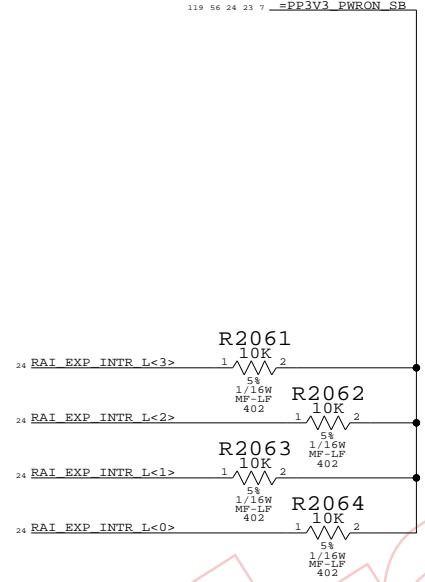 119 56 24 23 7 =PP3V3_PWRON_SB
R2061
10K
24 RAI_EXP_INTR_L<3> 1 2
5%
1/16W
MF-LF
402
R2062
10K
24 RAI_EXP_INTR_L<2> 1 2
5%
1/16W
MF-LF
402
R2063
10K
24 RAI_EXP_INTR_L<1> 1 2
5%
1/16W
MF-LF
402
R2064
10K
24 RAI_EXP_INTR_L<0> 1 2
5%
1/16W
MF-LF
402